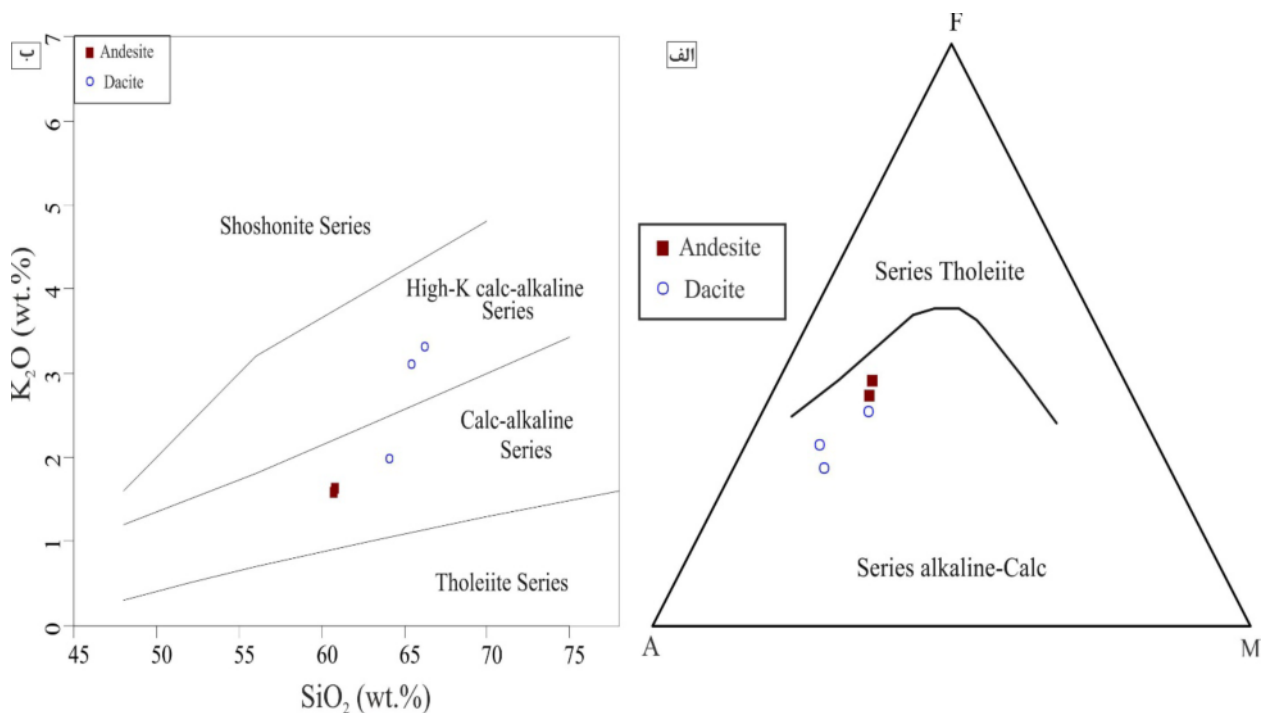 ب
Andesite
Dacite
7
6
5
4
3
2
1
0
K₂O (wt.%)
Shoshonite Series
High-K calc-alkaline
Series
Calc-alkaline
Series
Tholeiite Series
45
50
55
60
65
70
75
SiO₂ (wt.%)
الف
F
Andesite
Dacite
Series Tholeiite
Series alkaline-Calc
A
M